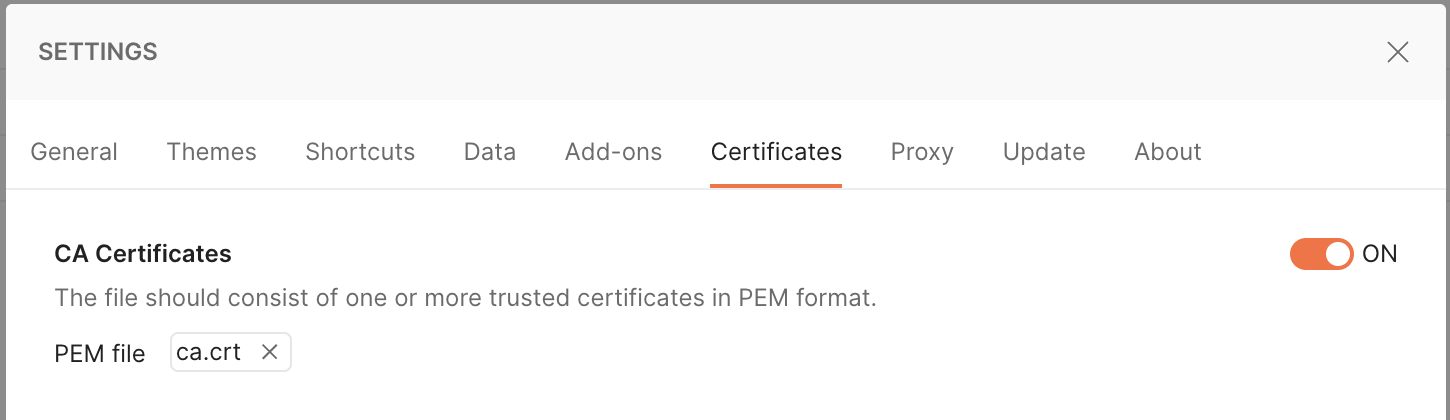 SETTINGS
General Themes Shortcuts Data Add-ons Certificates Proxy Update About
CA Certificates ON
The file should consist of one or more trusted certificates in PEM format.
PEM file ca.crt